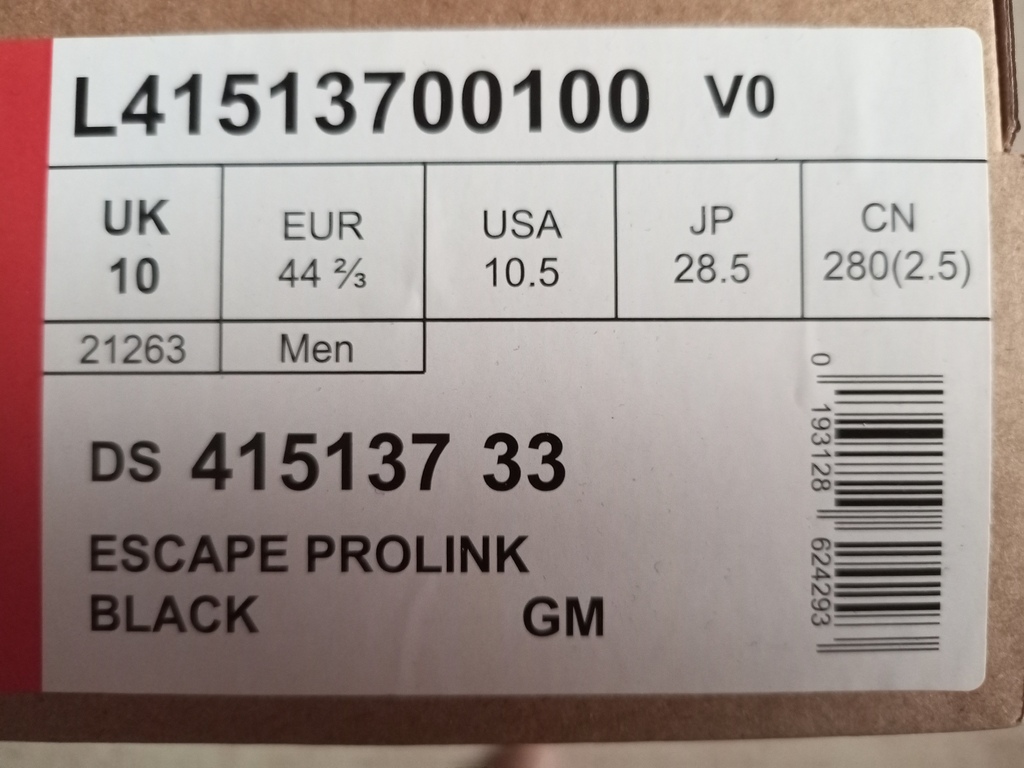 L41513700100 V0
UK EUR USA JP CN
10 44 ⅔ 10.5 28.5 280(2.5)
21263 Men
DS 415137 33
ESCAPE PROLINK
BLACK GM
0 193128 624293